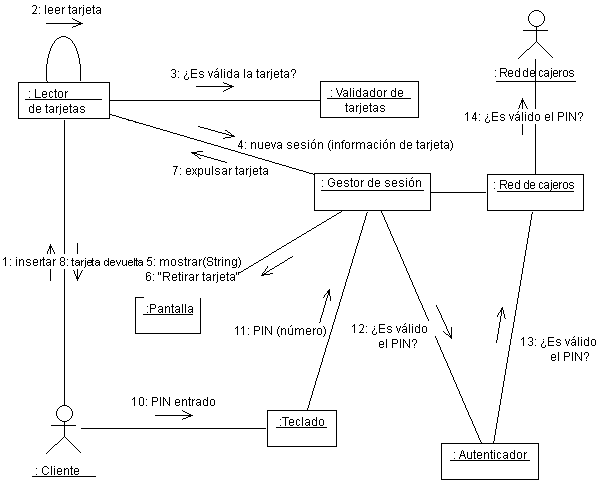 2: leer tarjeta
: Lector
de tarjetas
3: ¿Es válida la tarjeta?
: Validador de
tarjetas
: Red de cajeros
14: ¿Es válido el PIN?
4: nueva sesión (información de tarjeta)
7: expulsar tarjeta
: Gestor de sesión
: Red de cajeros
1: insertar
8: tarjeta devuelta
5: mostrar(String)
6: "Retirar tarjeta"
:Pantalla
11: PIN (número)
12: ¿Es válido
el PIN?
13: ¿Es válido
el PIN?
10: PIN entrado
:Teclado
: Autenticador
: Cliente